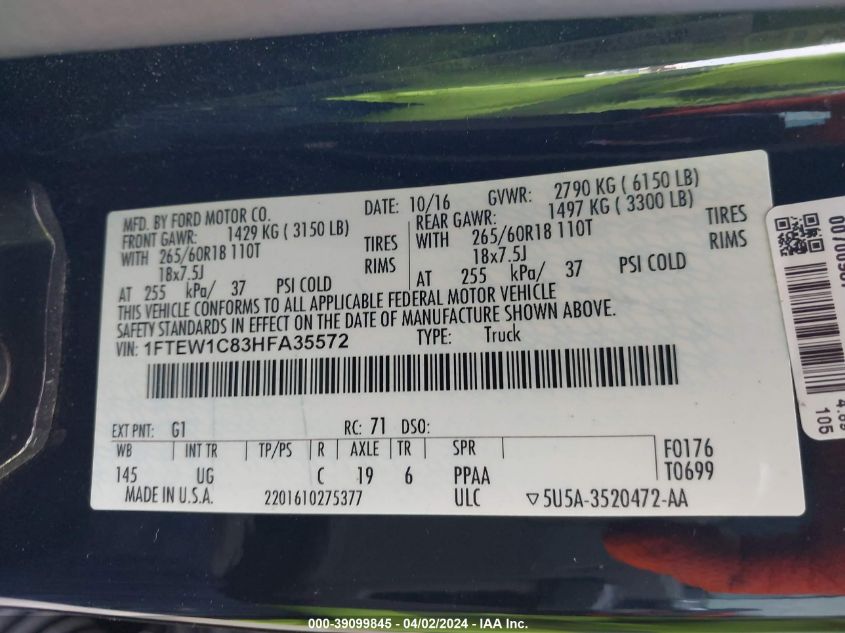 MFD. BY FORD MOTOR CO. DATE: 10/16 GVWR: 2790 KG ( 6150 LB)
FRONT GAWR: 1429 KG ( 3150 LB) REAR GAWR: 1497 KG ( 3300 LB)
WITH 265/60R18 110T TIRES WITH 265/60R18 110T TIRES
18x7.5J RIMS 18x7.5J RIMS
AT 255 kPa/ 37 PSI COLD AT 255 kPa/ 37 PSI COLD
THIS VEHICLE CONFORMS TO ALL APPLICABLE FEDERAL MOTOR VEHICLE
SAFETY STANDARDS IN EFFECT ON THE DATE OF MANUFACTURE SHOWN ABOVE.
VIN: 1FTEW1C83HFA35572 TYPE: Truck
EXT PNT: G1 RC: 71 DSO:
WB INT TR TP/PS R AXLE TR SPR F0176
145 UG C 19 6 PPAA T0699
MADE IN U.S.A. 2201610275377 ULC ▽5U5A-3520472-AA
105
000-39099845 - 04/02/2024 - IAA Inc.